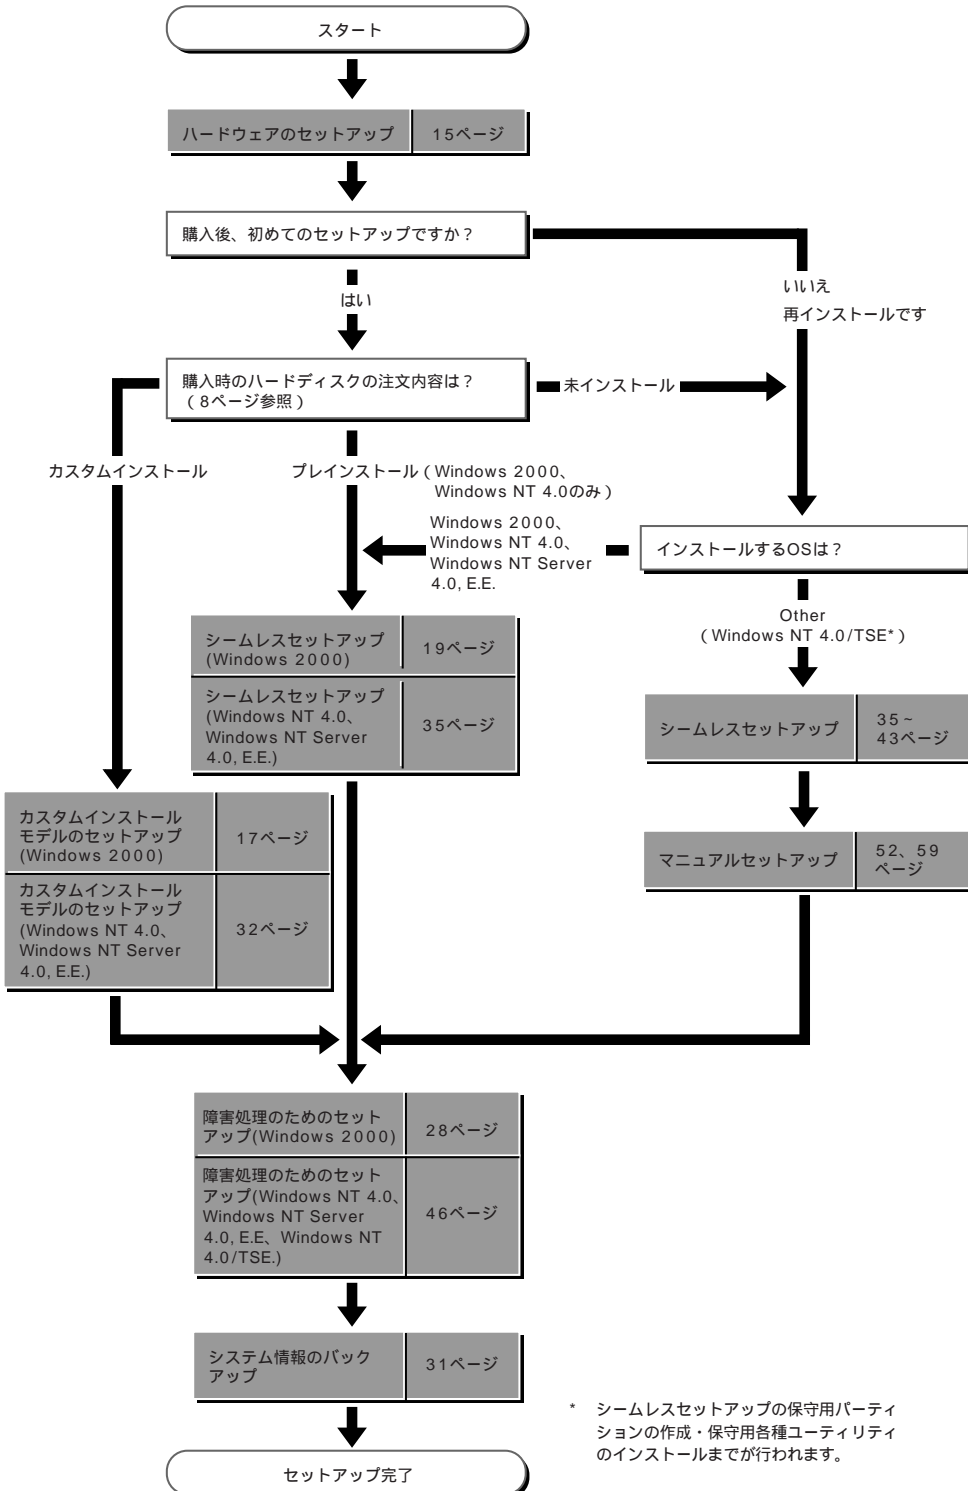 スタート
ハードウェアのセットアップ
15ページ
購入後、初めてのセットアップですか？
はい
いいえ
再インストールです
購入時のハードディスクの注文内容は？
（8ページ参照）
未インストール
カスタムインストール
プレインストール（Windows 2000、
Windows NT 4.0のみ）
Windows 2000、
Windows NT 4.0、
Windows NT Server
4.0, E.E.
インストールするOSは？
Other
（Windows NT 4.0/TSE*）
シームレスセットアップ
(Windows 2000)
19ページ
シームレスセットアップ
(Windows NT 4.0、
Windows NT Server
4.0, E.E.)
35ページ
シームレスセットアップ
35~
43ページ
カスタムインストール
モデルのセットアップ
(Windows 2000)
17ページ
カスタムインストール
モデルのセットアップ
(Windows NT 4.0、
Windows NT Server
4.0, E.E.)
32ページ
マニュアルセットアップ
52、59
ページ
障害処理のためのセット
アップ(Windows 2000)
28ページ
障害処理のためのセット
アップ(Windows NT 4.0、
Windows NT Server
4.0, E.E、Windows NT
4.0/TSE.)
46ページ
システム情報のバック
アップ
31ページ
セットアップ完了
* シームレスセットアップの保守用パーティ
ションの作成・保守用各種ユーティリティ
のインストールまでが行われます。